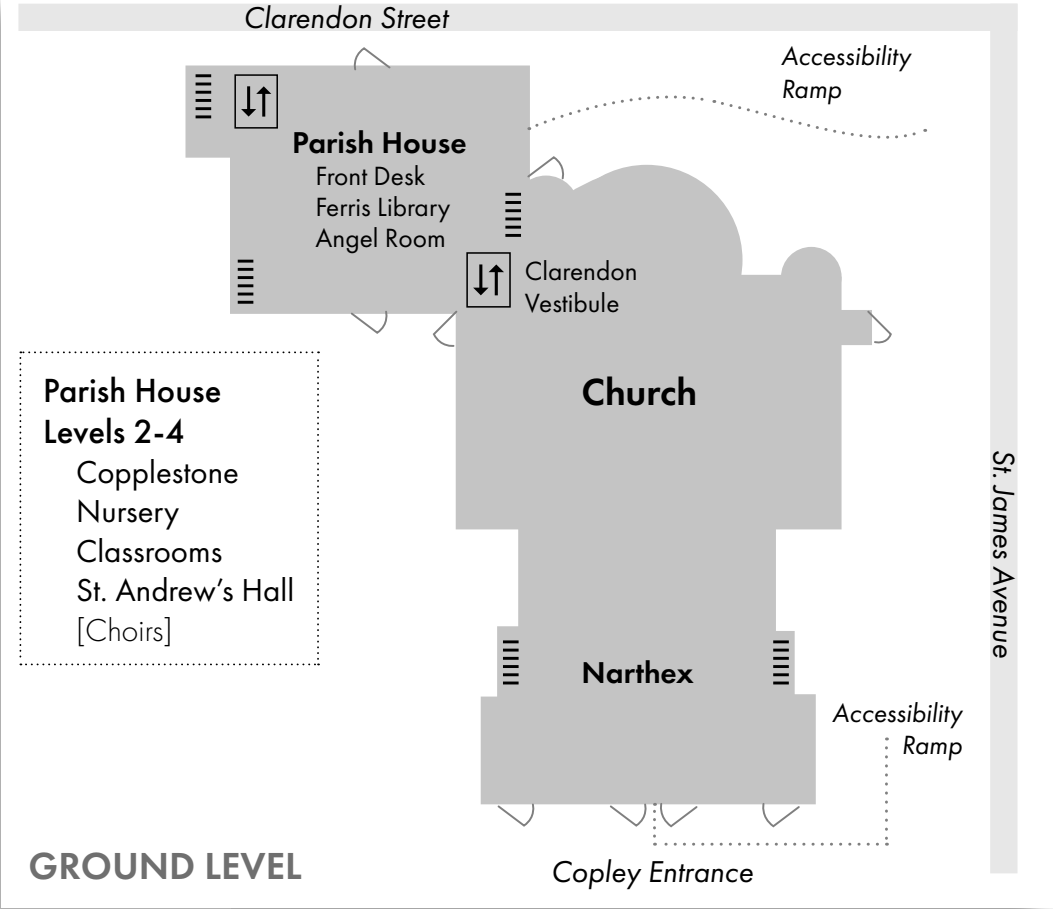 Clarendon Street
Accessibility
Ramp
Parish House
Front Desk
Ferris Library
Angel Room
Clarendon
Vestibule
Church
Parish House
Levels 2-4
Copplestone
Nursery
Classrooms
St. Andrew’s Hall
[Choirs]
St. James Avenue
Narthex
Accessibility
Ramp
Copley Entrance
GROUND LEVEL